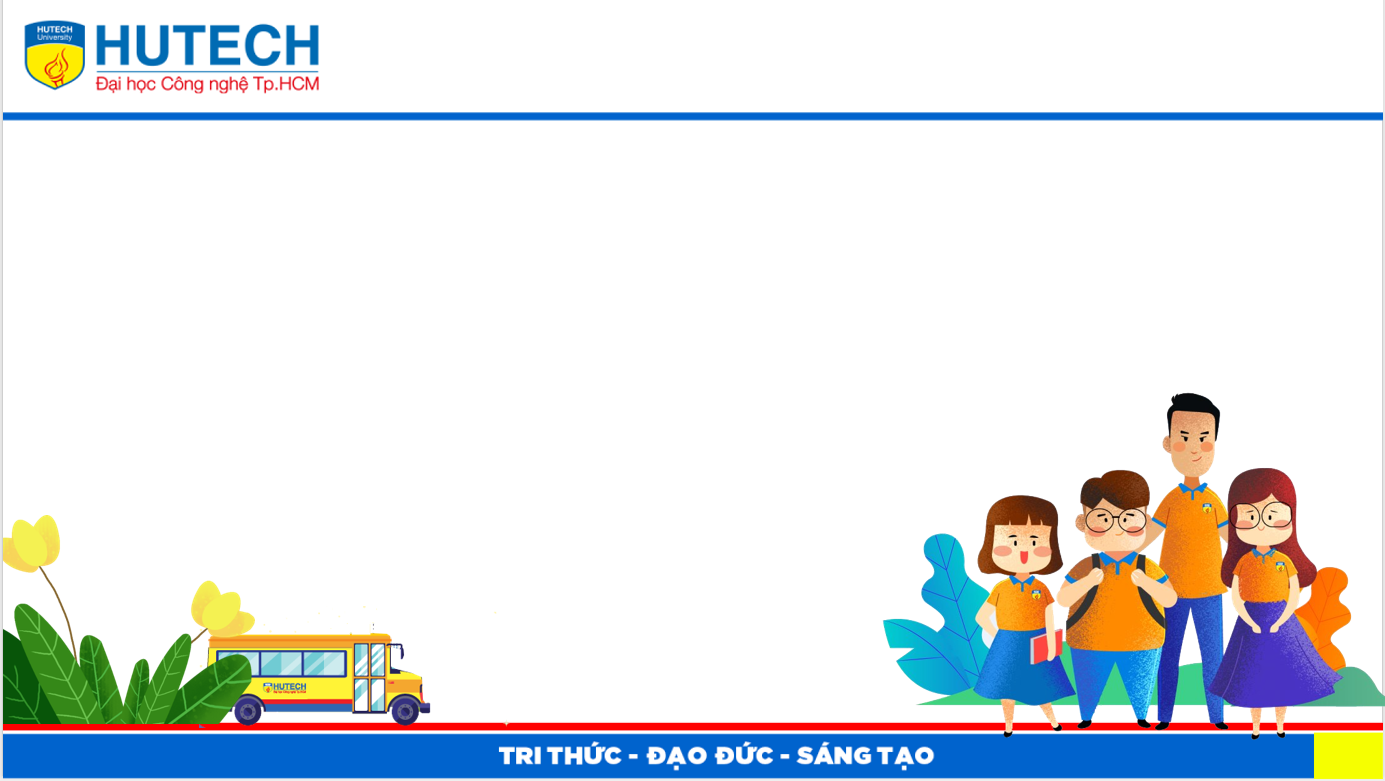 HUTECH
University
HUTECH
Đại học Công nghệ Tp.HCM
HUTECH
TRI THỨC - ĐẠO ĐỨC - SÁNG TẠO